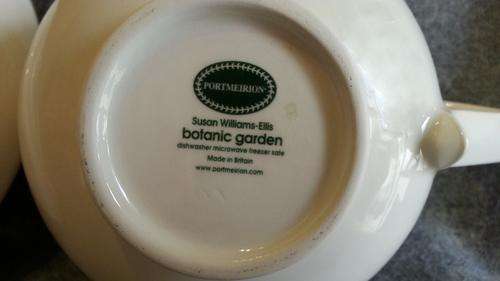 PORTMEIRION
Susan Williams-Ellis
botanic garden
dishwasher microwave freezer safe
Made in Britain
www.portmeirion.com